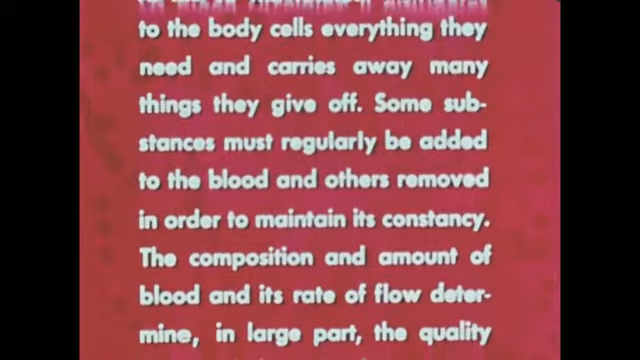 to the body cells everything they
need and carries away many
things they give off. Some sub-
stances must regularly be added
to the blood and others removed
in order to maintain its constancy.
The composition and amount of
blood and its rate of flow deter-
mine, in large part, the quality